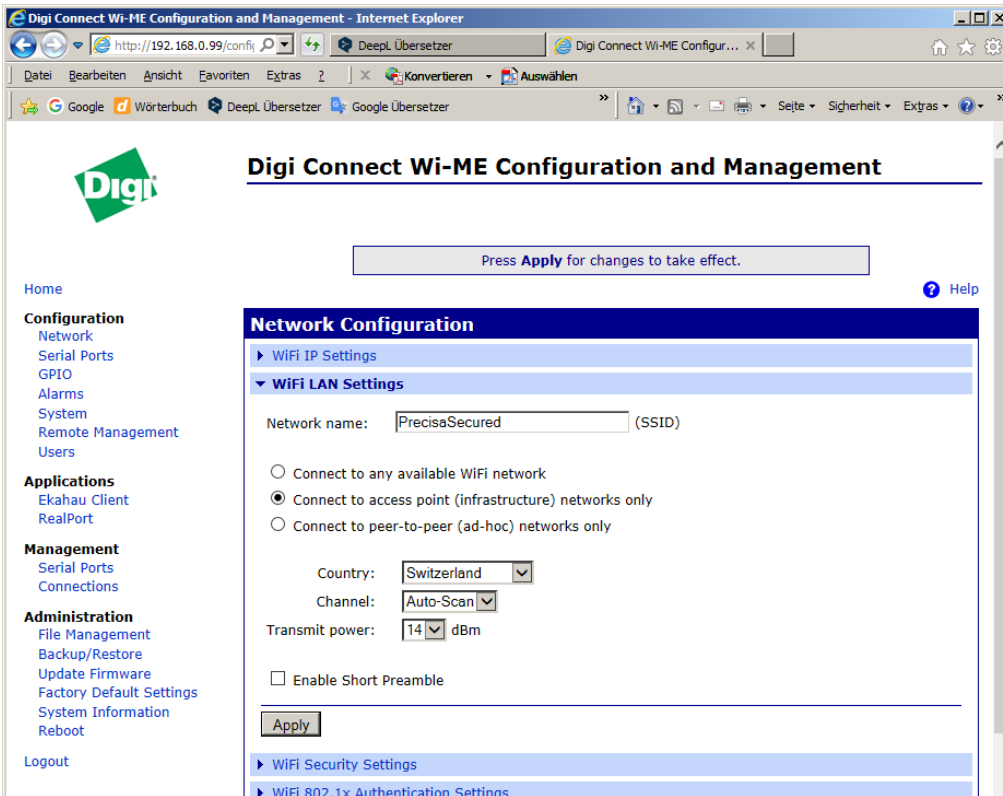 Digi Connect Wi-ME Configuration and Management - Internet Explorer
http://192.168.0.99/config DeepL Übersetzer Digi Connect Wi-ME Configur...
Datei Bearbeiten Ansicht Favoriten Extras ? Konvertieren Auswählen
Google Wörterbuch DeepL Übersetzer Google Übersetzer Seite Sicherheit Extras
Digi
Digi Connect Wi-ME Configuration and Management
Press Apply for changes to take effect.
Home
Help
Configuration
Network
Serial Ports
GPIO
Alarms
System
Remote Management
Users
Applications
Ekahau Client
RealPort
Management
Serial Ports
Connections
Administration
File Management
Backup/Restore
Update Firmware
Factory Default Settings
System Information
Reboot
Logout
Network Configuration
WiFi IP Settings
WiFi LAN Settings
Network name: PrecisaSecured (SSID)
Connect to any available WiFi network
Connect to access point (infrastructure) networks only
Connect to peer-to-peer (ad-hoc) networks only
Country: Switzerland
Channel: Auto-Scan
Transmit power: 14 dBm
Enable Short Preamble
Apply
WiFi Security Settings
WiFi 802.1x Authentication Settings